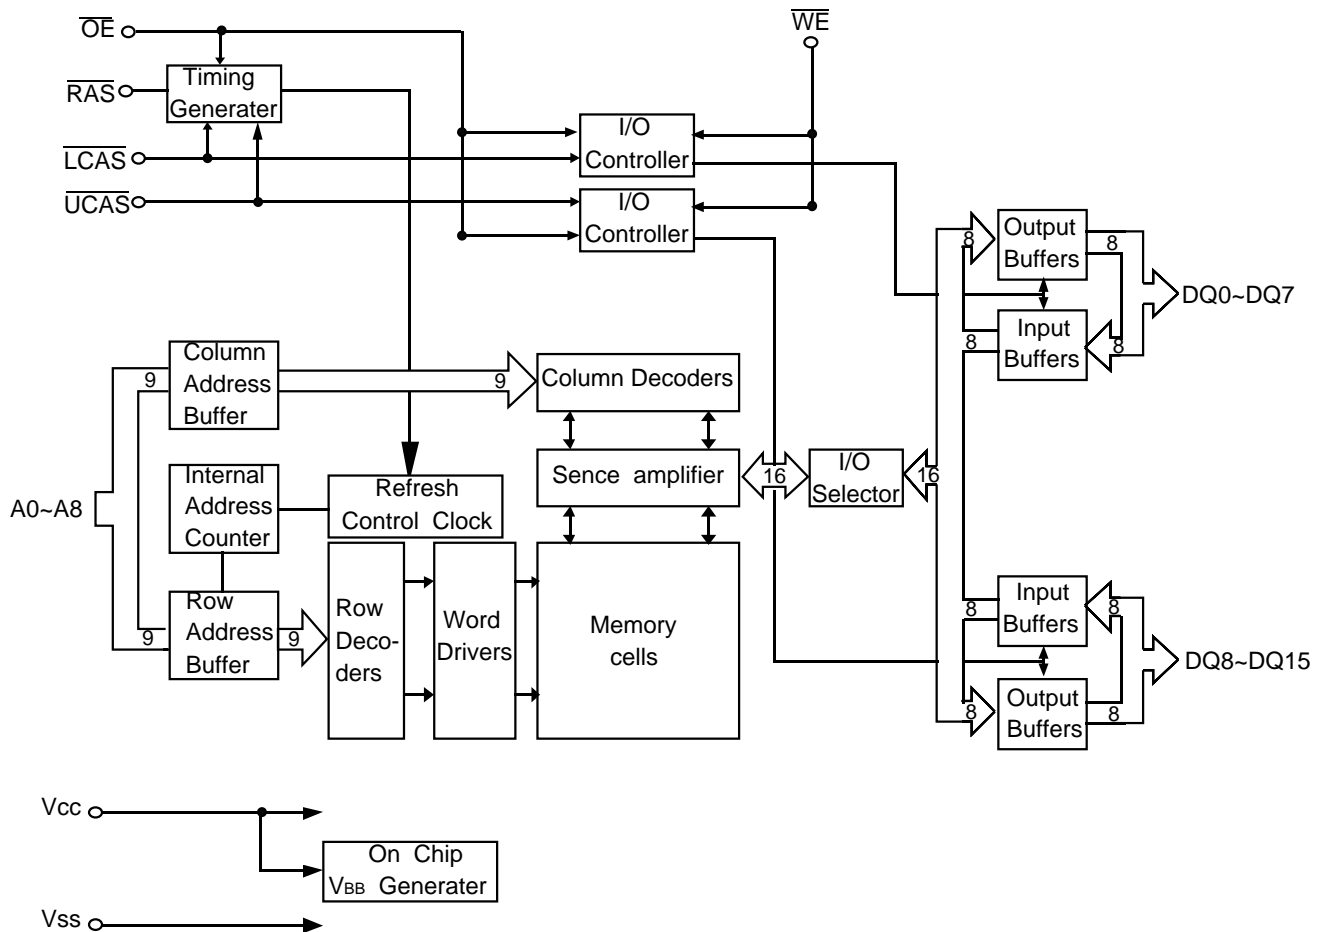 OE
WE
RAS
Timing
Generater
LCAS
UCAS
I/O
Controller
I/O
Controller
8
Output
Buffers
8
DQ0~DQ7
8
Input
Buffers
8
Column
Address
Buffer
9
9
Column Decoders
A0~A8
Internal
Address
Counter
Refresh
Control Clock
Sence amplifier
16
I/O
Selector
16
Row
Address
Buffer
9
9
Row
Deco-
ders
Word
Drivers
Memory
cells
8
Input
Buffers
8
DQ8~DQ15
8
Output
Buffers
8
Vcc
On Chip
VBB Generater
Vss